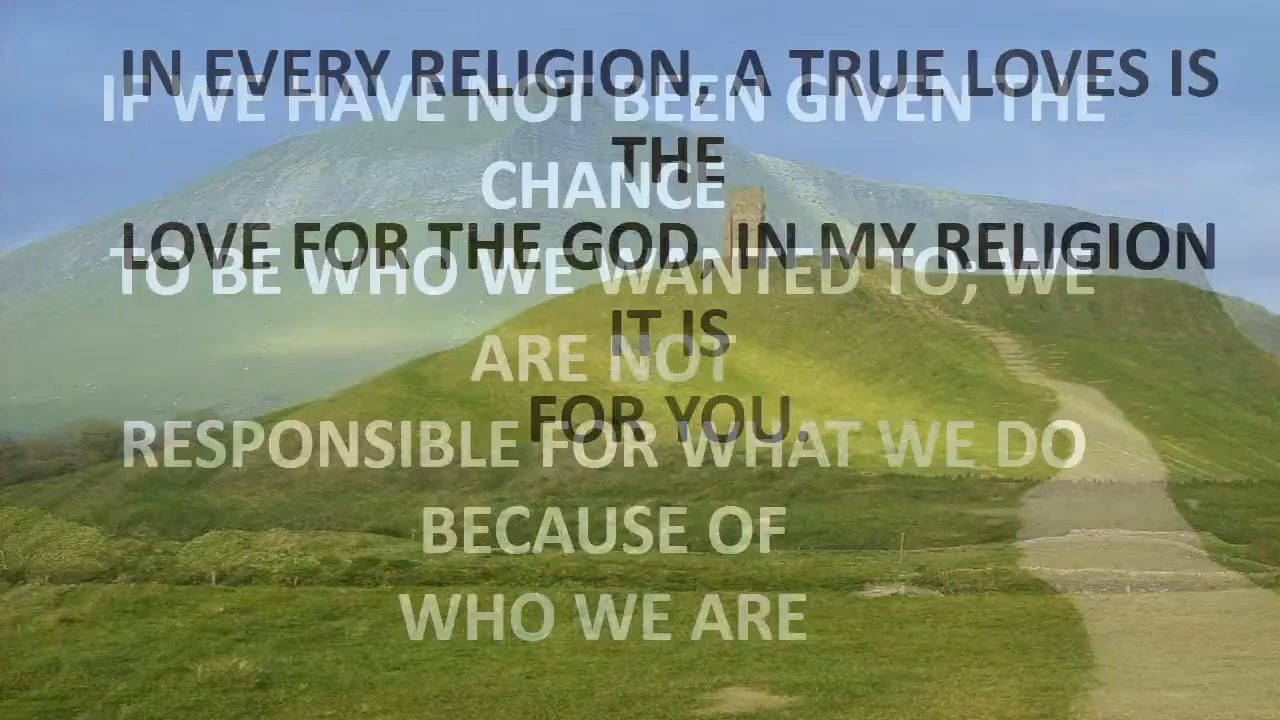 IN EVERY RELIGION, A TRUE LOVES IS
THE
LOVE FOR THE GOD, IN MY RELIGION
IT IS
FOR YOU.
IF WE HAVE NOT BEEN GIVEN THE
CHANCE
TO BE WHO WE WANTED TO; WE
ARE NOT
RESPONSIBLE FOR WHAT WE DO
BECAUSE OF
WHO WE ARE